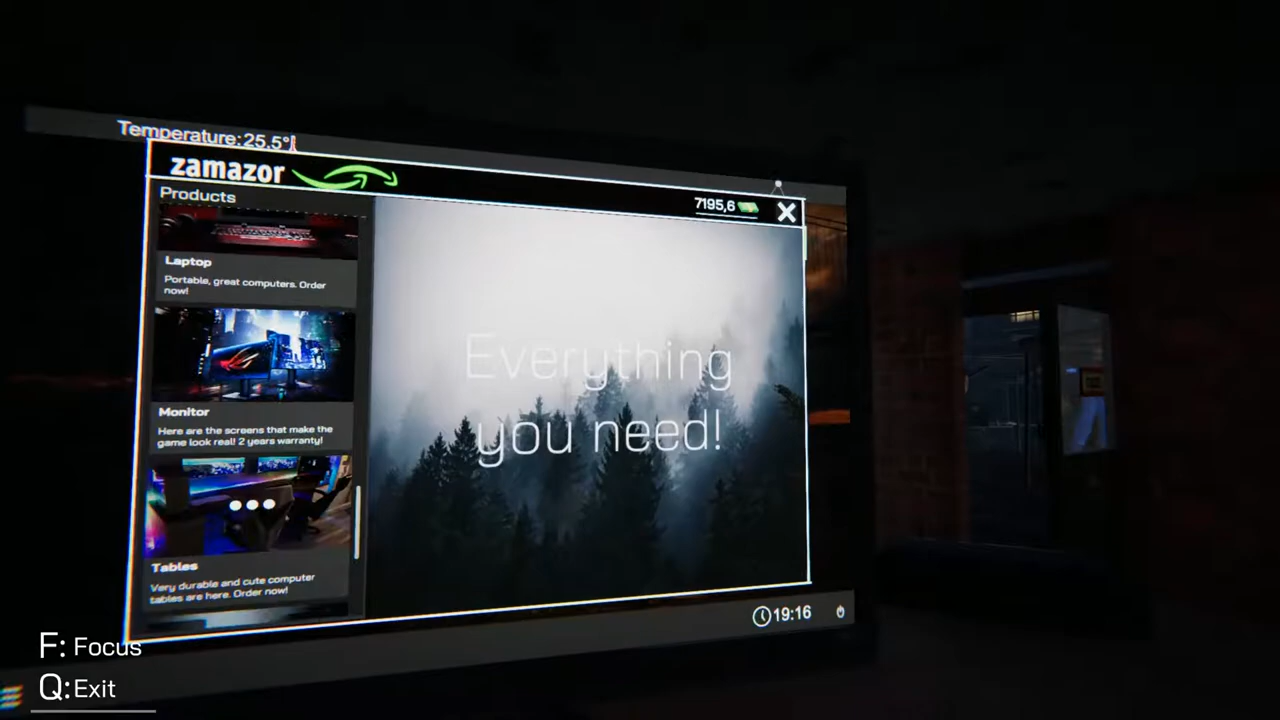 Temperature: 25.5°
zamazor
7195,6
Products
Laptop
Portable, great computers. Order
now!
Monitor
Here are the screens that make the
game look real! 2 years warranty!
Tables
Very durable and cute computer
tables are here. Order now!
Everything
you need!
19:16
F: Focus
Q: Exit